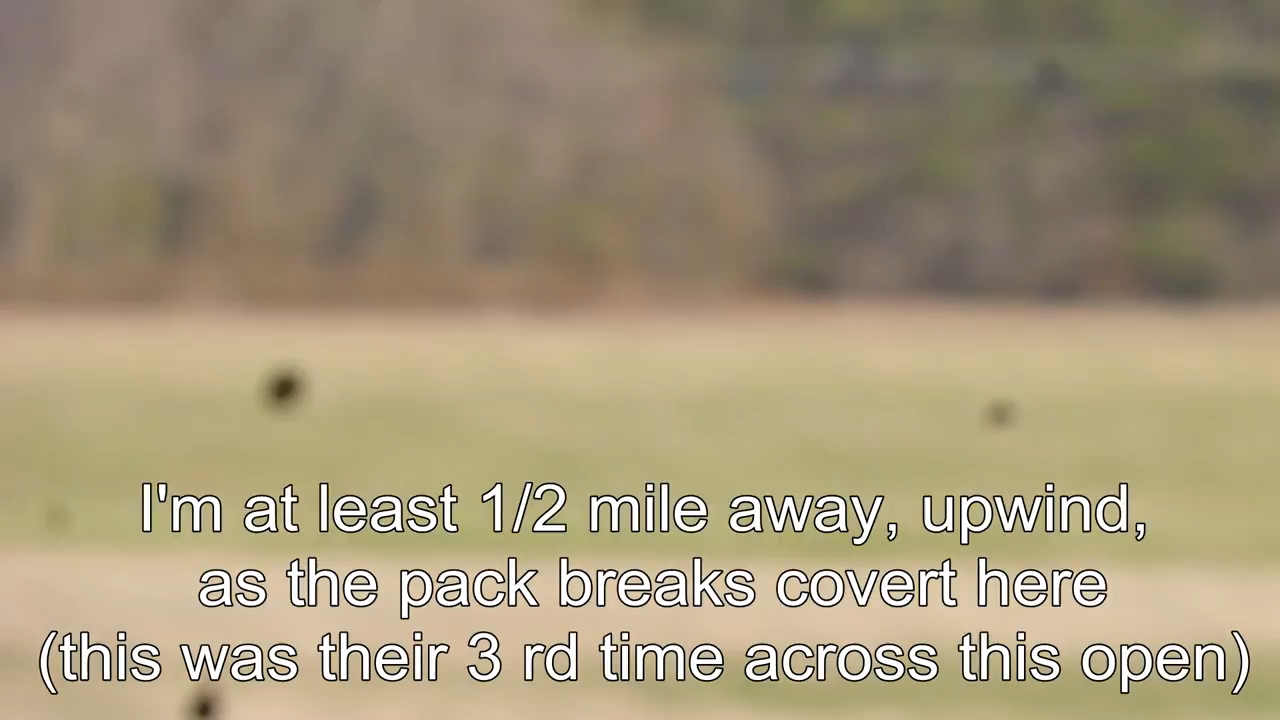 I'm at least 1/2 mile away, upwind,
as the pack breaks covert here
(this was their 3 rd time across this open)